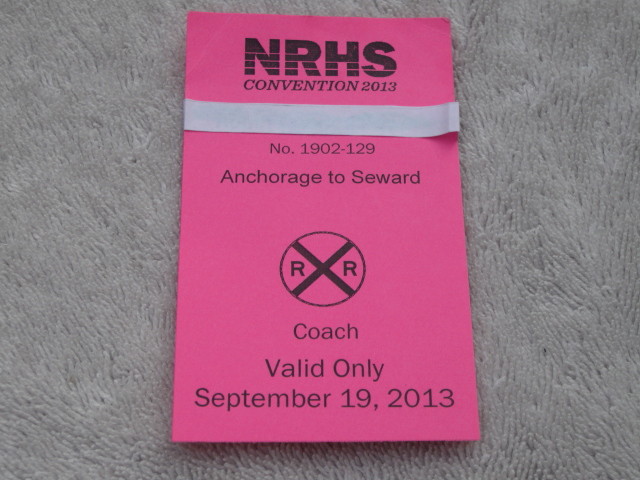 NRHS
CONVENTION 2013
No. 1902-129
Anchorage to Seward
R R
Coach
Valid Only
September 19, 2013